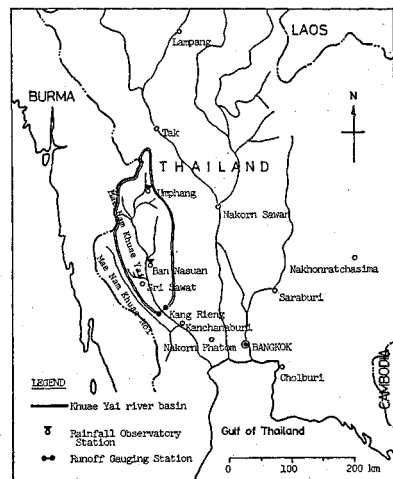 LAOS
Lampang
BURMA
N
Tak
THAILAND
Umphang
Mae Nam Khuae Yai
Nakorn Sawan
Ban Nasuan
Nakhonratchasima
Sri Sawat
Mae Nam Khuae Noi
Saraburi
Kang Rieng
Kanchanaburi
Nakorn Phatom
BANGKOK
Cholburi
CAMBODIA
LEGEND
Khuae Yai river basin
Rainfall Observatory
Station
Runoff Gauging Station
Gulf of Thailand
0 100 200 km